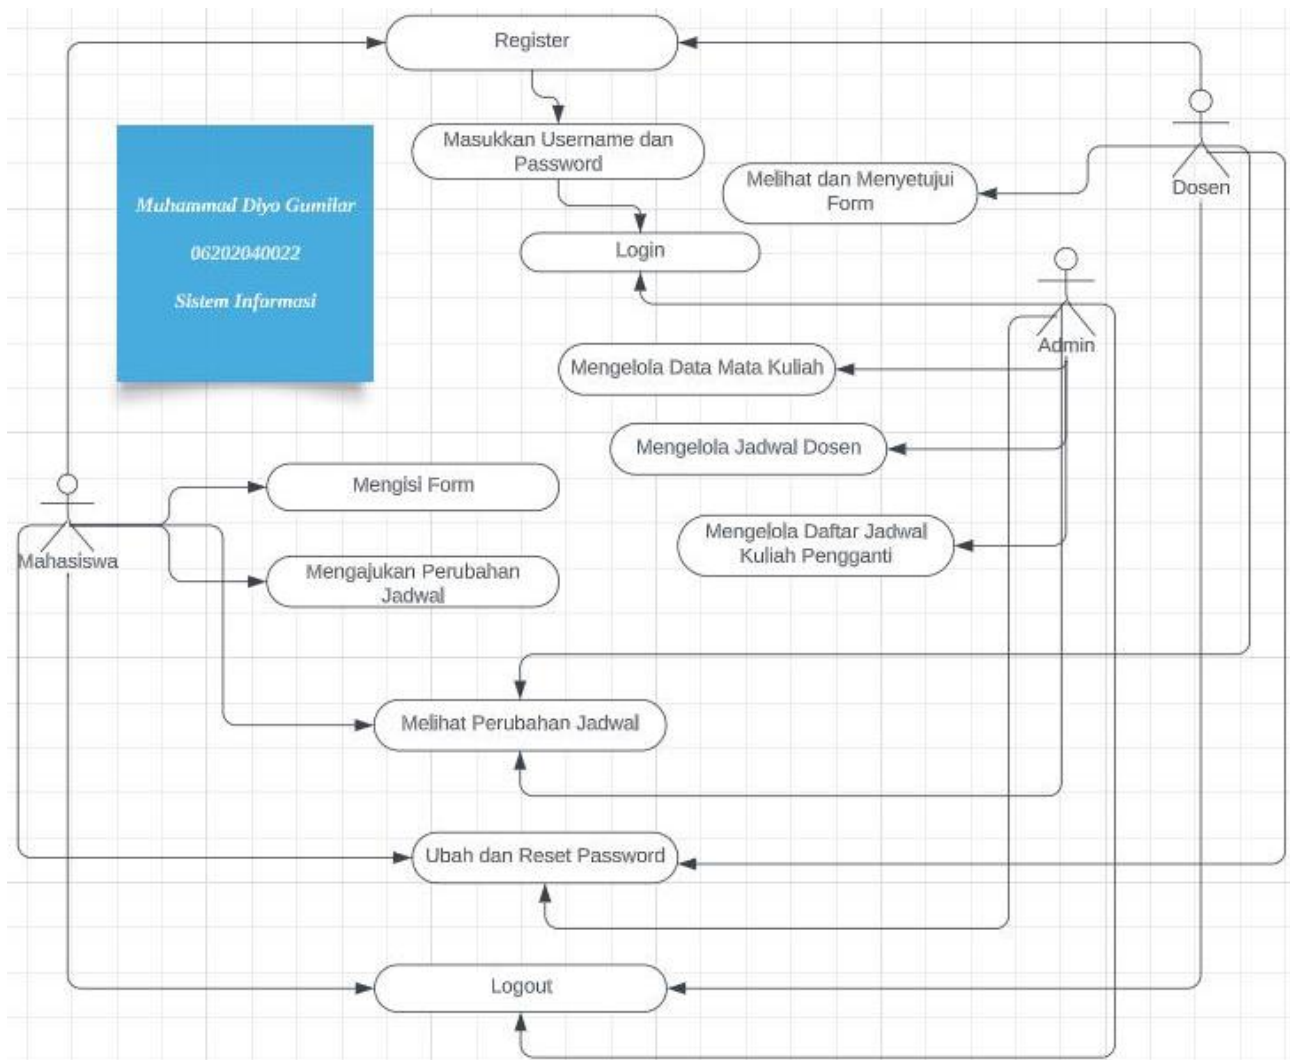 Register
Masukkan Username dan
Password
Muhammad Diyo Gumilar
06202040022
Sistem Informasi
Melihat dan Menyetujui
Form
Dosen
Login
Admin
Mengelola Data Mata Kuliah
Mengelola Jadwal Dosen
Mengisi Form
Mahasiswa
Mengelola Daftar Jadwal
Kuliah Pengganti
Mengajukan Perubahan
Jadwal
Melihat Perubahan Jadwal
Ubah dan Reset Password
Logout